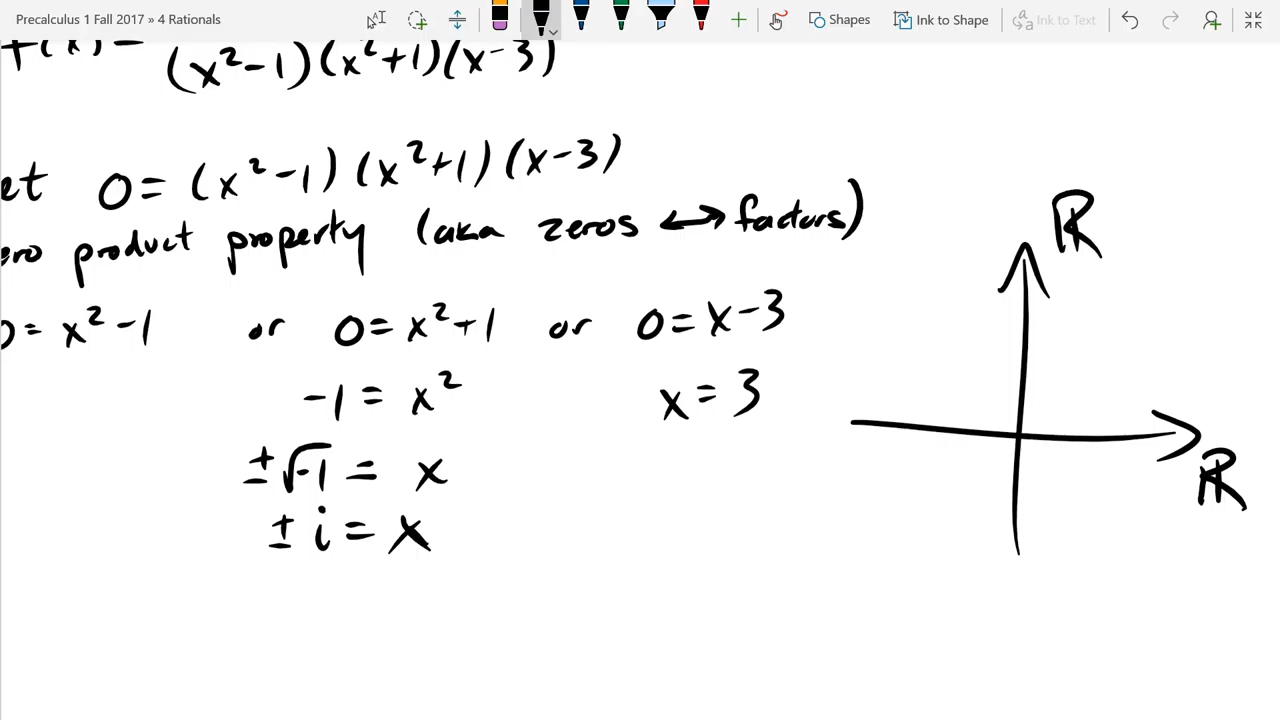 Precalculus 1 Fall 2017 » 4 Rationals
Shapes
Ink to Shape
Ink to Text
f(x) =
(x²-1)(x²+1)(x-3)
et 0 = (x²-1)(x²+1)(x-3)
ero product property (aka zeros ↔ factors)
0 = x²-1 or 0 = x²+1 or 0 = x-3
-1 = x² x = 3
±√-1 = x
±i = x
ℝ
ℝ